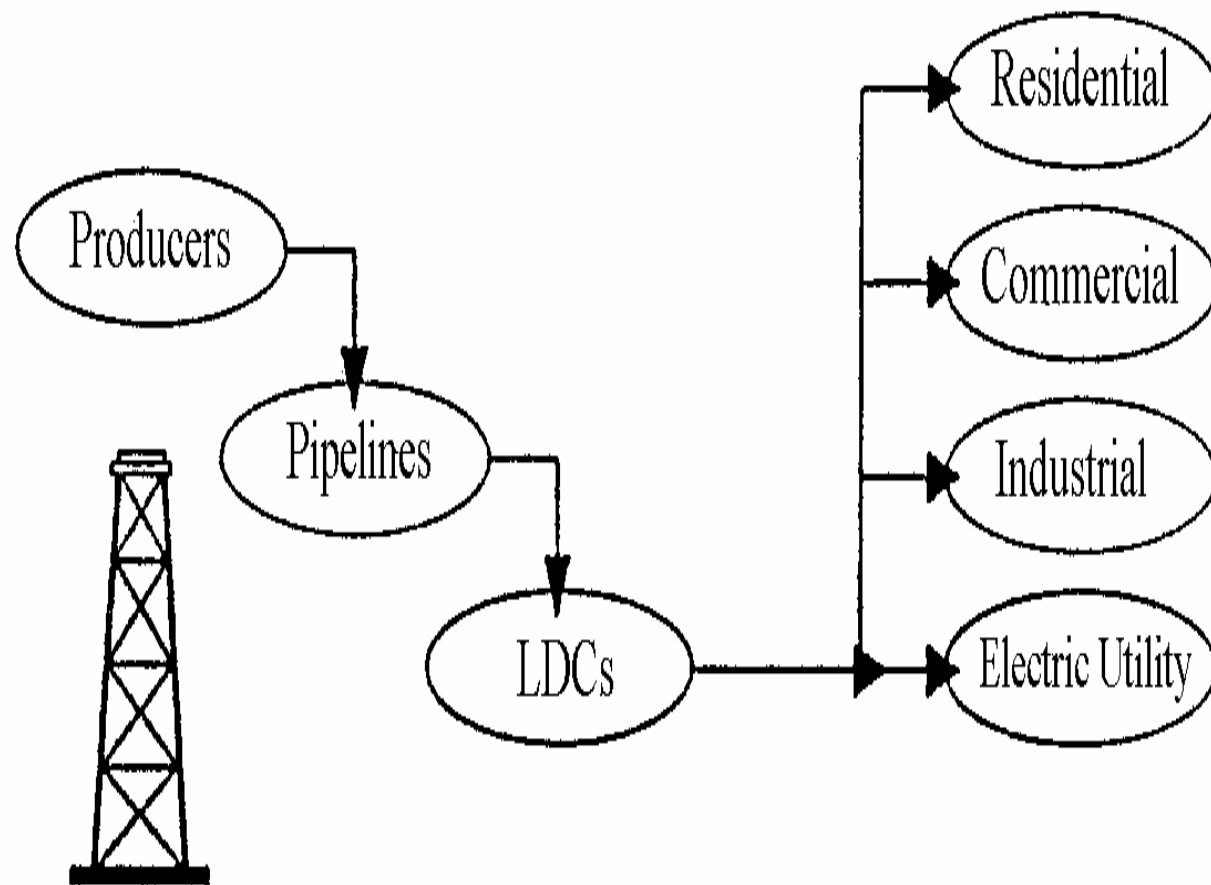 Residential
Producers
Commercial
Pipelines
Industrial
LDCs
Electric Utility